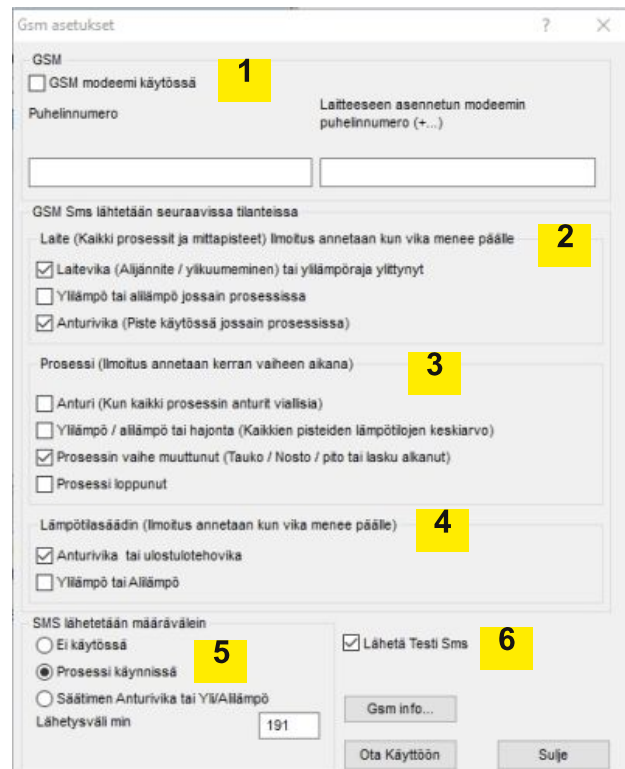 Gsm asetukset ?
GSM
1
GSM modeemi käytössä
Puhelinnumero
Laitteeseen asennetun modeemin
puhelinnumero (+...)
GSM Sms lähtetään seuraavissa tilanteissa
2
Laite (Kaikki prosessit ja mittapisteet) Ilmoitus annetaan kun vika menee päälle
Laitevika (Alijännite / ylikuumeminen) tai ylilämpöraja ylittynyt
Ylilämpö tai alilämpö jossain prosessissa
Anturivika (Piste käytössä jossain prosessissa)
Prosessi (Ilmoitus annetaan kerran vaiheen aikana)
3
Anturi (Kun kaikki prosessin anturit viallisia)
Ylilämpö / alilämpö tai hajonta (Kaikkien pisteiden lämpötilojen keskiarvo)
Prosessin vaihe muuttunut (Tauko / Nosto / pito tai lasku alkanut)
Prosessi loppunut
Lämpötilasäädin (Ilmoitus annetaan kun vika menee päälle)
4
Anturivika tai ulostulotehovika
Ylilämpö tai Alilämpö
SMS lähetetään määrävälein
Ei käytössä
5
Prosessi käynnissä
Säätimen Anturivika tai Yli/Alilämpö
Lähetysväli min
191
Lähetä Testi Sms
6
Gsm info...
Ota Käyttöön
Sulje